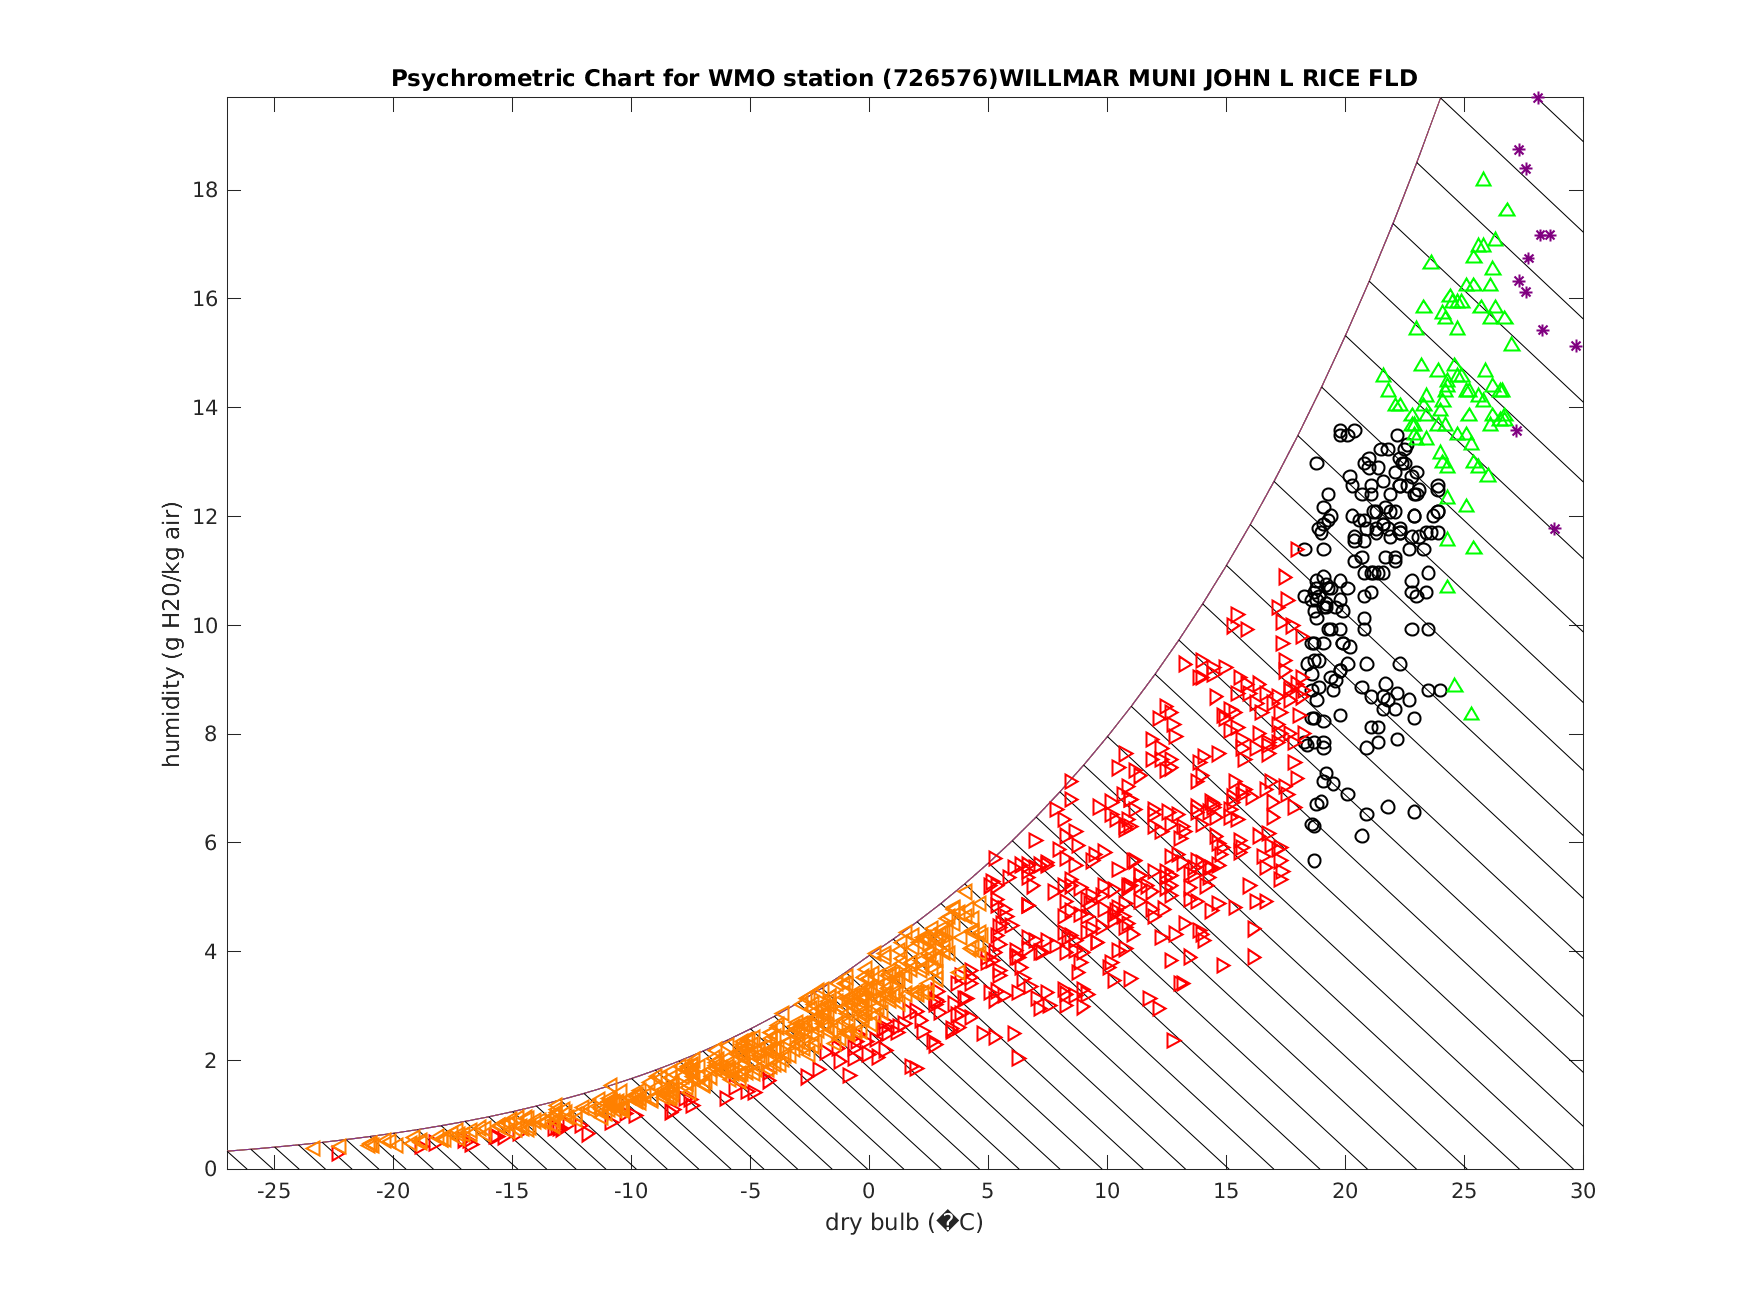 Psychrometric Chart for WMO station (726576)WILLMAR MUNI JOHN L RICE FLD
humidity (g H20/kg air)
18
16
14
12
10
8
6
4
2
0
-25 -20 -15 -10 -5 0 5 10 15 20 25 30
dry bulb (�C)